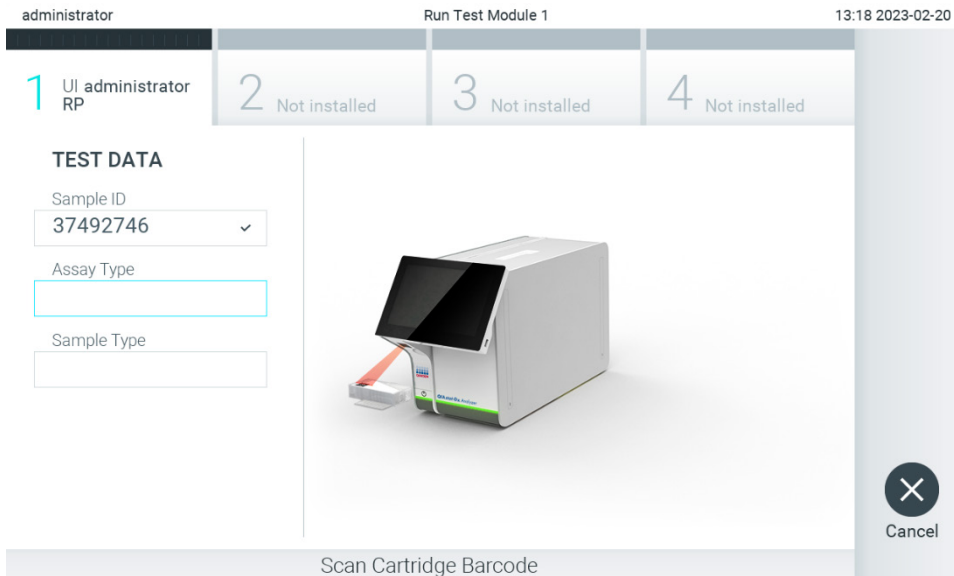 administrator
Run Test Module 1
13:18 2023-02-20
1 UI administrator
RP
2 Not installed
3 Not installed
4 Not installed
TEST DATA
Sample ID
37492746
Assay Type
Sample Type
Cancel
Scan Cartridge Barcode